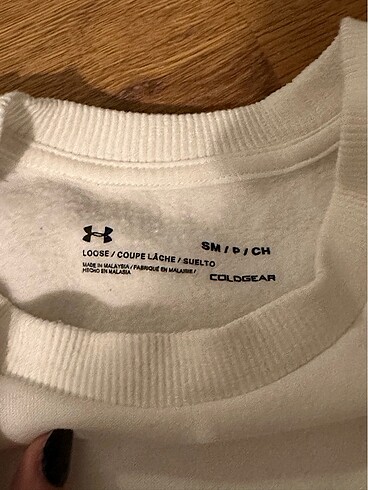 SM / P / CH
LOOSE / COUPE LÂCHE / SUELTO
MADE IN MALAYSIA / FABRIQUÉ EN MALAISIE /
HECHO EN MALASIA
COLDGEAR